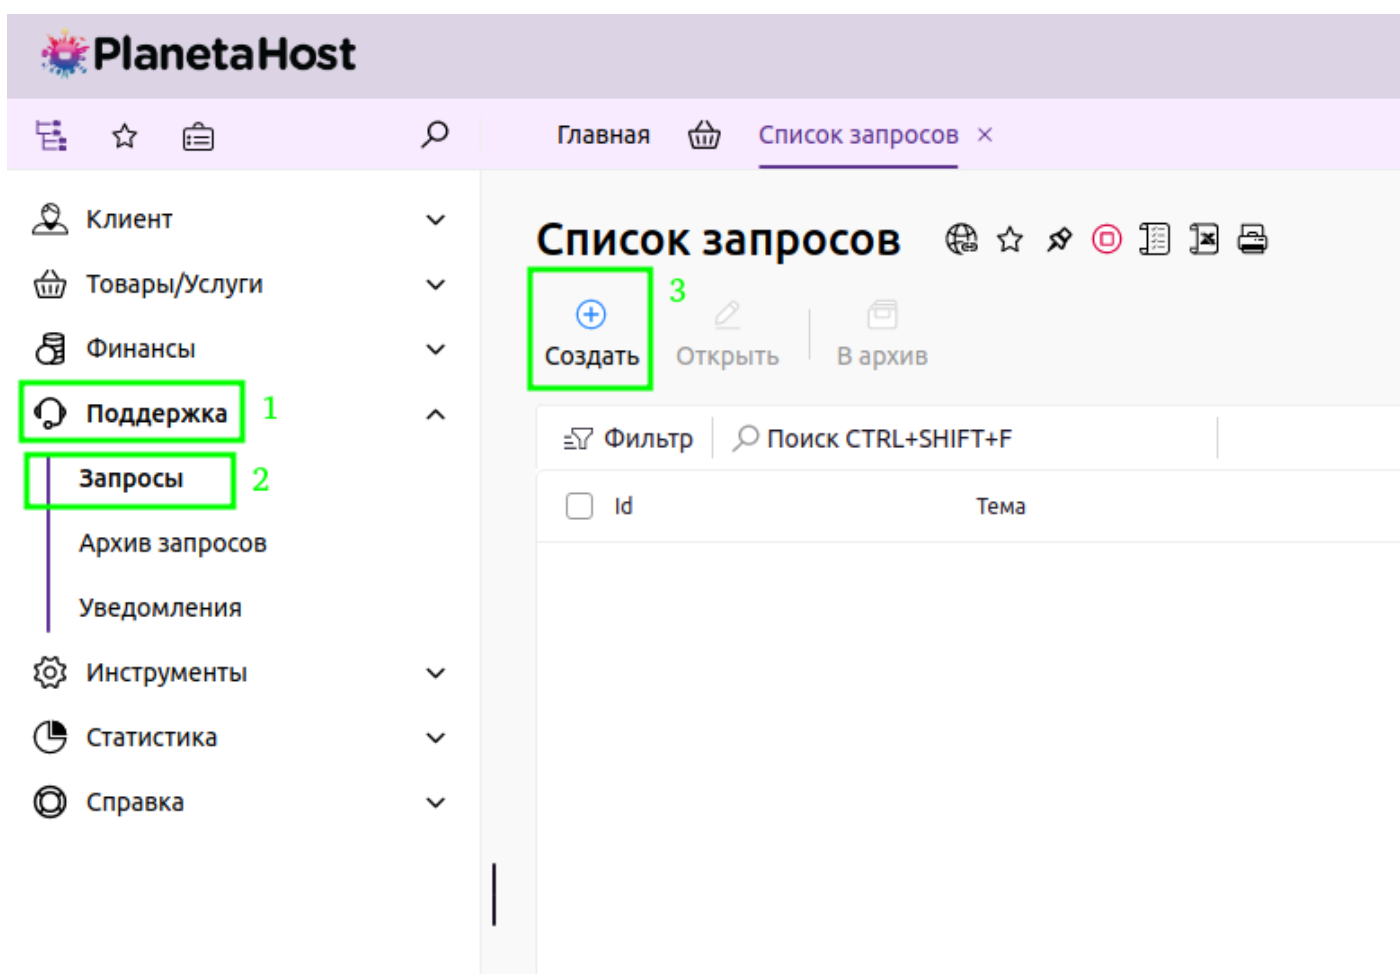 PlanetaHost
Главная Список запросов ×
Клиент
Товары/Услуги
Финансы
Поддержка 1
Запросы 2
Архив запросов
Уведомления
Инструменты
Статистика
Справка
Список запросов
3
Создать Открыть В архив
Фильтр Поиск CTRL+SHIFT+F
Id Тема